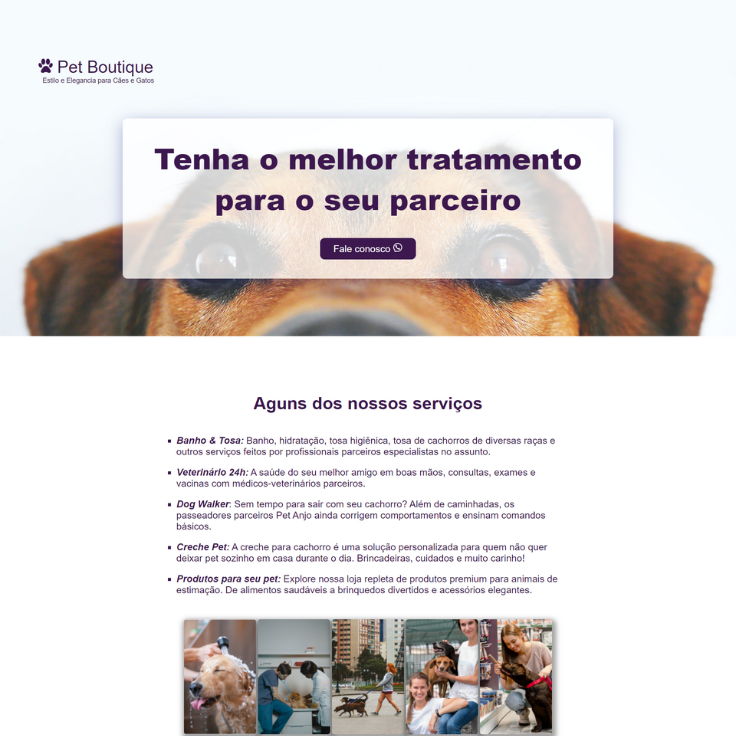 Pet Boutique
Estilo e Elegancia para Cães e Gatos
Tenha o melhor tratamento
para o seu parceiro
Fale conosco
Aguns dos nossos serviços
Banho & Tosa: Banho, hidratação, tosa higiênica, tosa de cachorros de diversas raças e
outros serviços feitos por profissionais parceiros especialistas no assunto.
Veterinário 24h: A saúde do seu melhor amigo em boas mãos, consultas, exames e
vacinas com médicos-veterinários parceiros.
Dog Walker: Sem tempo para sair com seu cachorro? Além de caminhadas, os
passeadores parceiros Pet Anjo ainda corrigem comportamentos e ensinam comandos
básicos.
Creche Pet: A creche para cachorro é uma solução personalizada para quem não quer
deixar pet sozinho em casa durante o dia. Brincadeiras, cuidados e muito carinho!
Produtos para seu pet: Explore nossa loja repleta de produtos premium para animais de
estimação. De alimentos saudáveis a brinquedos divertidos e acessórios elegantes.